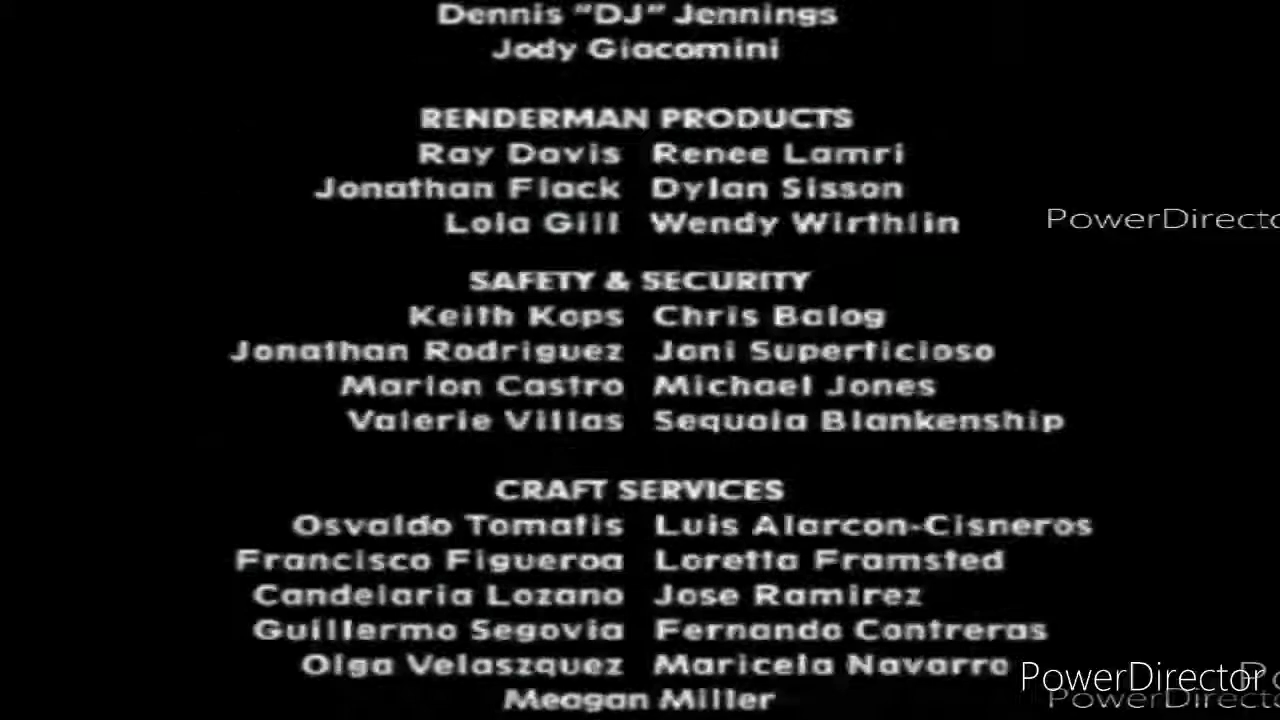 Dennis "DJ" Jennings
Jody Giacomini
RENDERMAN PRODUCTS
Ray Davis Renee Lamri
Jonathan Flack Dylan Sisson
Lola Gill Wendy Wirthlin
PowerDirecto
SAFETY & SECURITY
Keith Kops Chris Balog
Jonathan Rodriguez Joni Superticioso
Marlon Castro Michael Jones
Valerie Villas Sequoia Blankenship
CRAFT SERVICES
Osvaldo Tomatis Luis Alarcon-Cisneros
Francisco Figueroa Loretta Framsted
Candelaria Lozano Jose Ramirez
Guillermo Segovia Fernando Contreras
Olga Velaszquez Maricela Navarro
PowerDirector
Meagan Miller
PowerDirecto